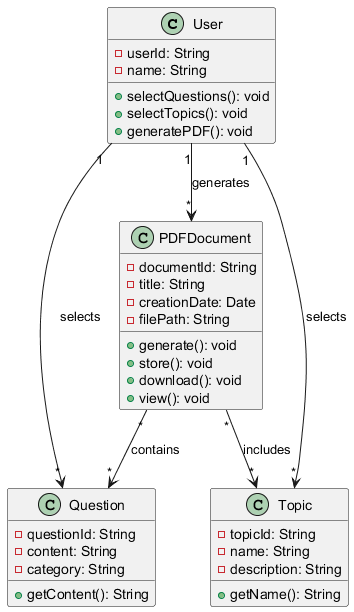 C User
userId: String
name: String
selectQuestions(): void
selectTopics(): void
generatePDF(): void
1
1
1
generates
*
C PDFDocument
documentId: String
title: String
creationDate: Date
filePath: String
generate(): void
store(): void
download(): void
view(): void
selects
selects
*
*
contains
includes
*
*
*
*
C Question
questionId: String
content: String
category: String
getContent(): String
C Topic
topicId: String
name: String
description: String
getName(): String